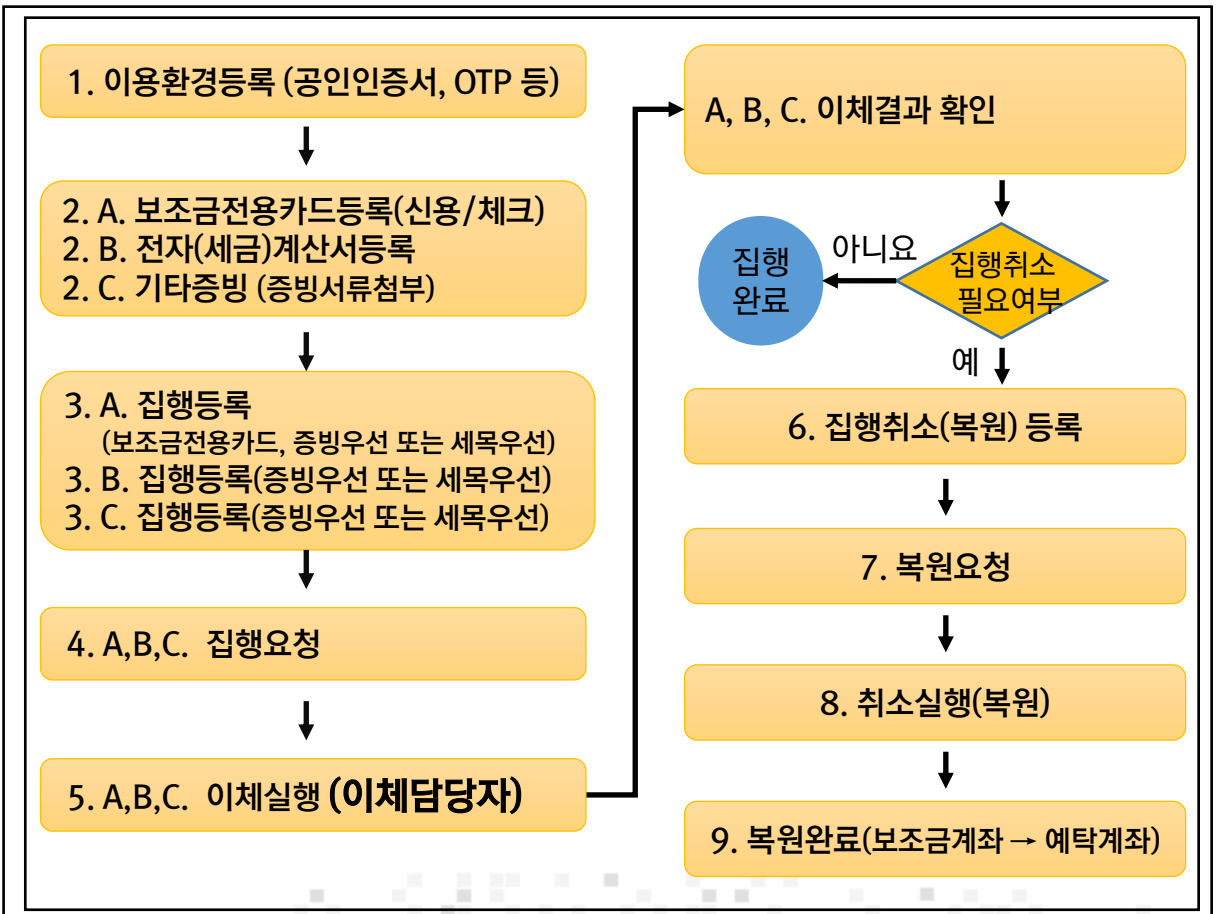 1. 이용환경등록 (공인인증서, OTP 등)
2. A. 보조금전용카드등록(신용/체크)
2. B. 전자(세금)계산서등록
2. C. 기타증빙 (증빙서류첨부)
3. A. 집행등록
(보조금전용카드, 증빙우선 또는 세목우선)
3. B. 집행등록(증빙우선 또는 세목우선)
3. C. 집행등록(증빙우선 또는 세목우선)
4. A,B,C. 집행요청
5. A,B,C. 이체실행 (이체담당자)
A, B, C. 이체결과 확인
집행취소
필요여부
아니요
집행
완료
예
6. 집행취소(복원) 등록
7. 복원요청
8. 취소실행(복원)
9. 복원완료(보조금계좌 → 예탁계좌)